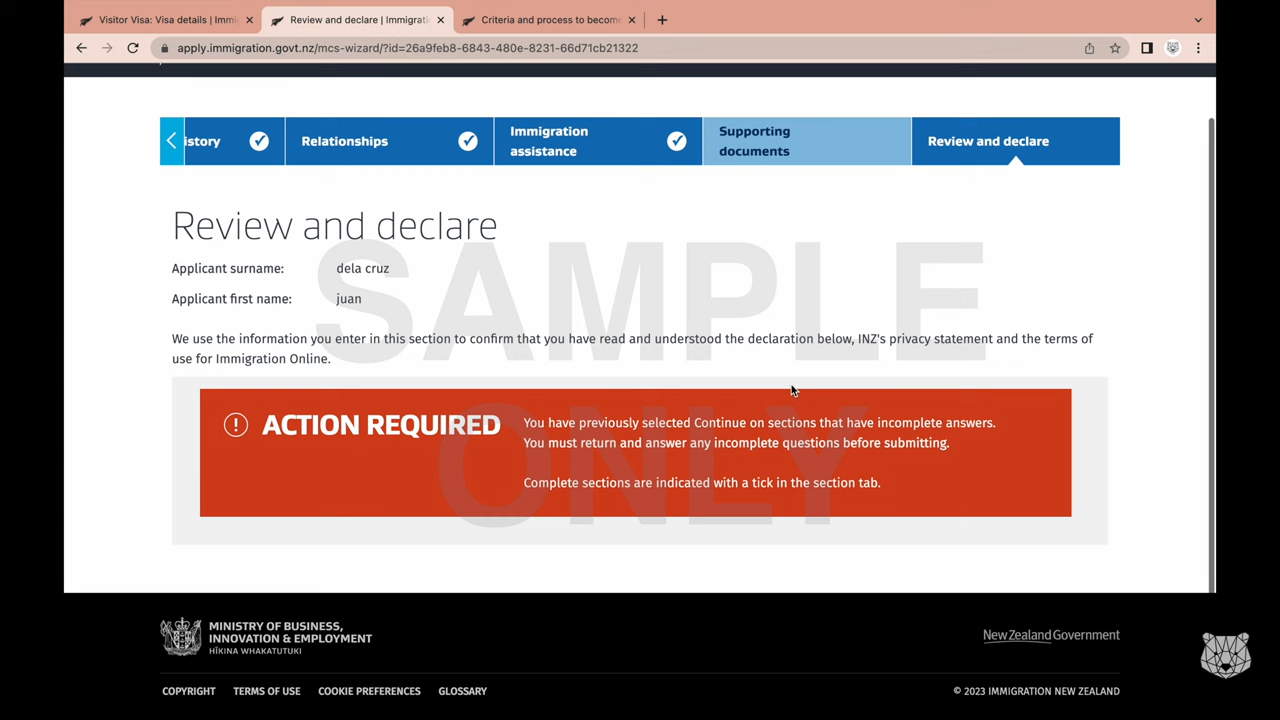 Visitor Visa: Visa details | Immi
Review and declare | Immigrati
Criteria and process to becom
apply.immigration.govt.nz/mcs-wizard/?id=26a9feb8-6843-480e-8231-66d71cb21322
istory
Relationships
Immigration
assistance
Supporting
documents
Review and declare
Review and declare
Applicant surname: dela cruz
Applicant first name: juan
We use the information you enter in this section to confirm that you have read and understood the declaration below, INZ's privacy statement and the terms of
use for Immigration Online.
SAMPLE
ONLY
ACTION REQUIRED
You have previously selected Continue on sections that have incomplete answers.
You must return and answer any incomplete questions before submitting.
Complete sections are indicated with a tick in the section tab.
MINISTRY OF BUSINESS,
INNOVATION & EMPLOYMENT
HĪKINA WHAKATUTUKI
New Zealand Government
COPYRIGHT TERMS OF USE COOKIE PREFERENCES GLOSSARY
© 2023 IMMIGRATION NEW ZEALAND